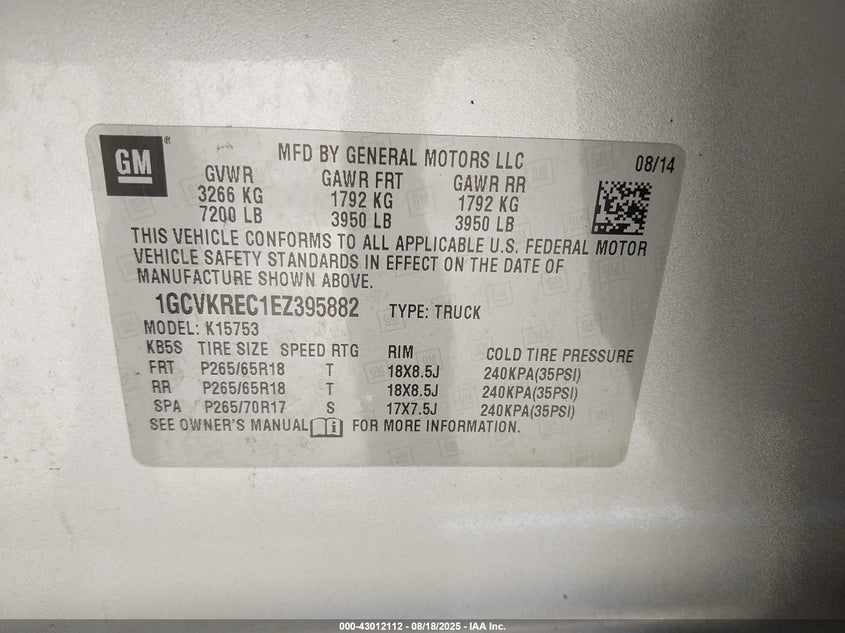 GM
MFD BY GENERAL MOTORS LLC 08/14
GVWR GAWR FRT GAWR RR
3266 KG 1792 KG 1792 KG
7200 LB 3950 LB 3950 LB
THIS VEHICLE CONFORMS TO ALL APPLICABLE U.S. FEDERAL MOTOR
VEHICLE SAFETY STANDARDS IN EFFECT ON THE DATE OF
MANUFACTURE SHOWN ABOVE.
1GCVKREC1EZ395882 TYPE: TRUCK
MODEL: K15753
KB5S TIRE SIZE SPEED RTG RIM COLD TIRE PRESSURE
FRT P265/65R18 T 18X8.5J 240KPA(35PSI)
RR P265/65R18 T 18X8.5J 240KPA(35PSI)
SPA P265/70R17 S 17X7.5J 240KPA(35PSI)
SEE OWNER'S MANUAL i FOR MORE INFORMATION.
000-43012112 - 08/18/2025 - IAA Inc.